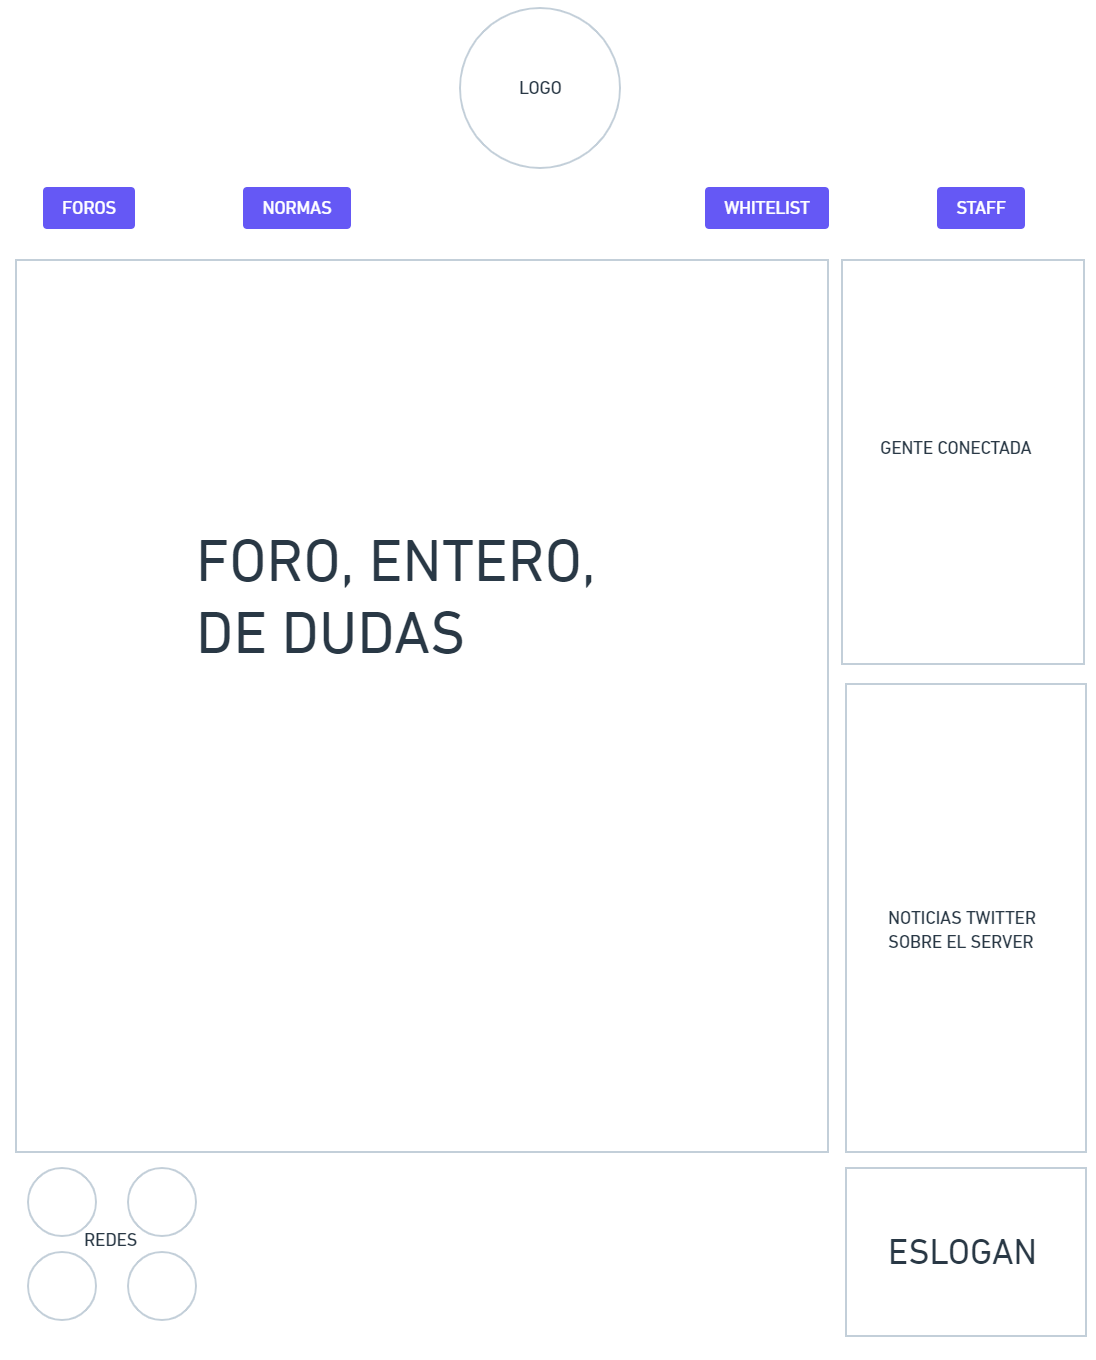 LOGO
FOROS
NORMAS
WHITELIST
STAFF
FORO, ENTERO,
DE DUDAS
GENTE CONECTADA
NOTICIAS TWITTER
SOBRE EL SERVER
REDES
ESLOGAN